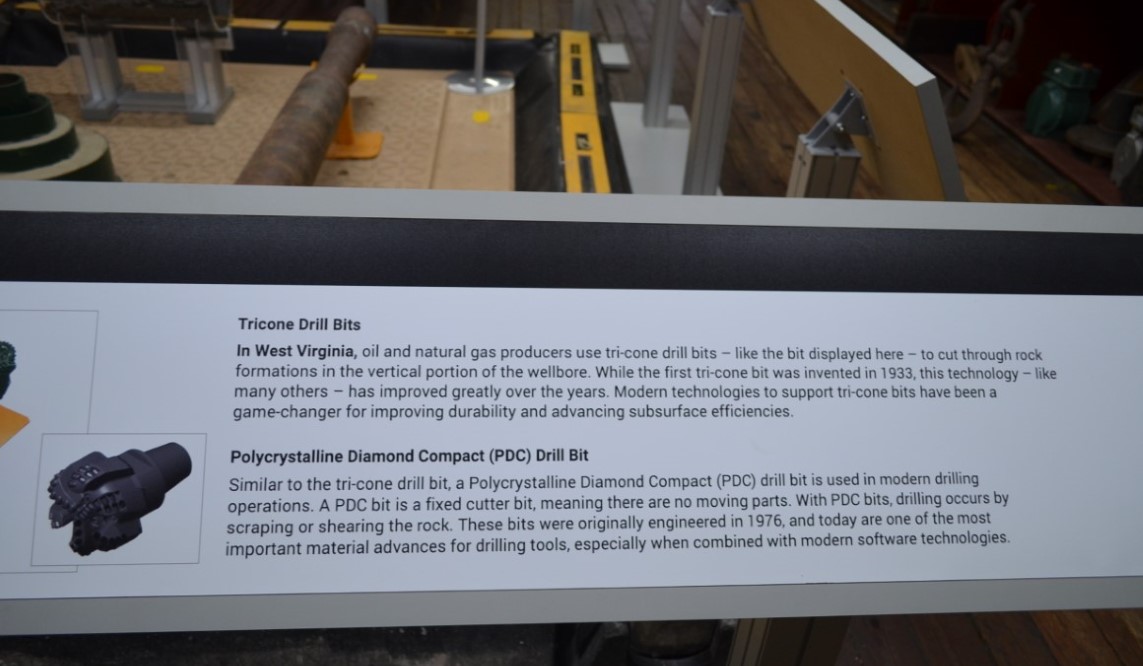 Tricone Drill Bits
In West Virginia, oil and natural gas producers use tri-cone drill bits – like the bit displayed here – to cut through rock
formations in the vertical portion of the wellbore. While the first tri-cone bit was invented in 1933, this technology – like
many others – has improved greatly over the years. Modern technologies to support tri-cone bits have been a
game-changer for improving durability and advancing subsurface efficiencies.
Polycrystalline Diamond Compact (PDC) Drill Bit
Similar to the tri-cone drill bit, a Polycrystalline Diamond Compact (PDC) drill bit is used in modern drilling
operations. A PDC bit is a fixed cutter bit, meaning there are no moving parts. With PDC bits, drilling occurs by
scraping or shearing the rock. These bits were originally engineered in 1976, and today are one of the most
important material advances for drilling tools, especially when combined with modern software technologies.